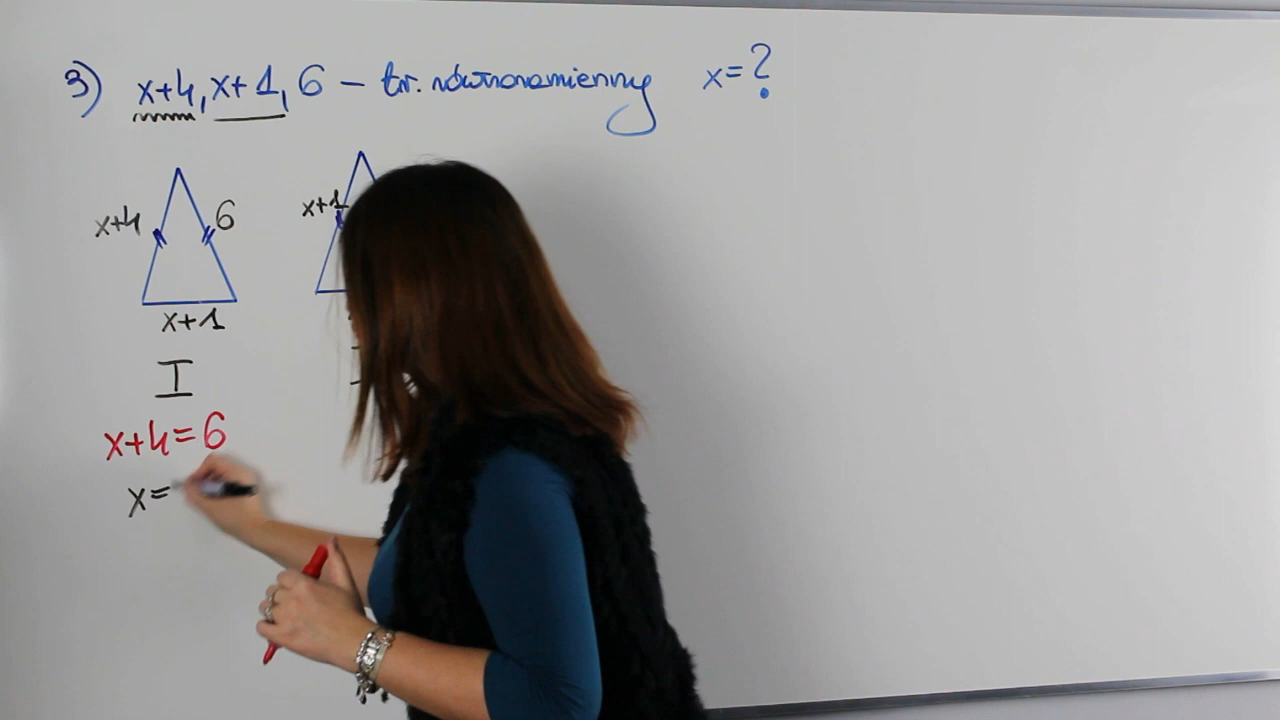 3) x+4, x+1, 6 – tr. równoramienny x=?
x+4 6
x+1
I
x+4=6
x=
x+1